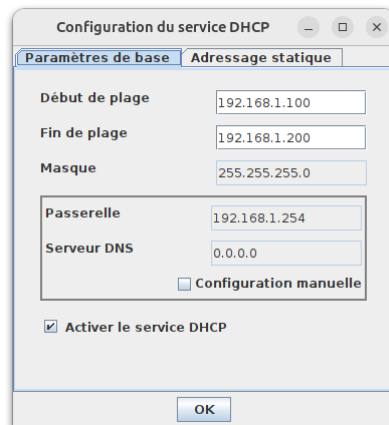 Configuration du service DHCP
Paramètres de base Adressage statique
Début de plage 192.168.1.100
Fin de plage 192.168.1.200
Masque 255.255.255.0
Passerelle 192.168.1.254
Serveur DNS 0.0.0.0
Configuration manuelle
Activer le service DHCP
OK